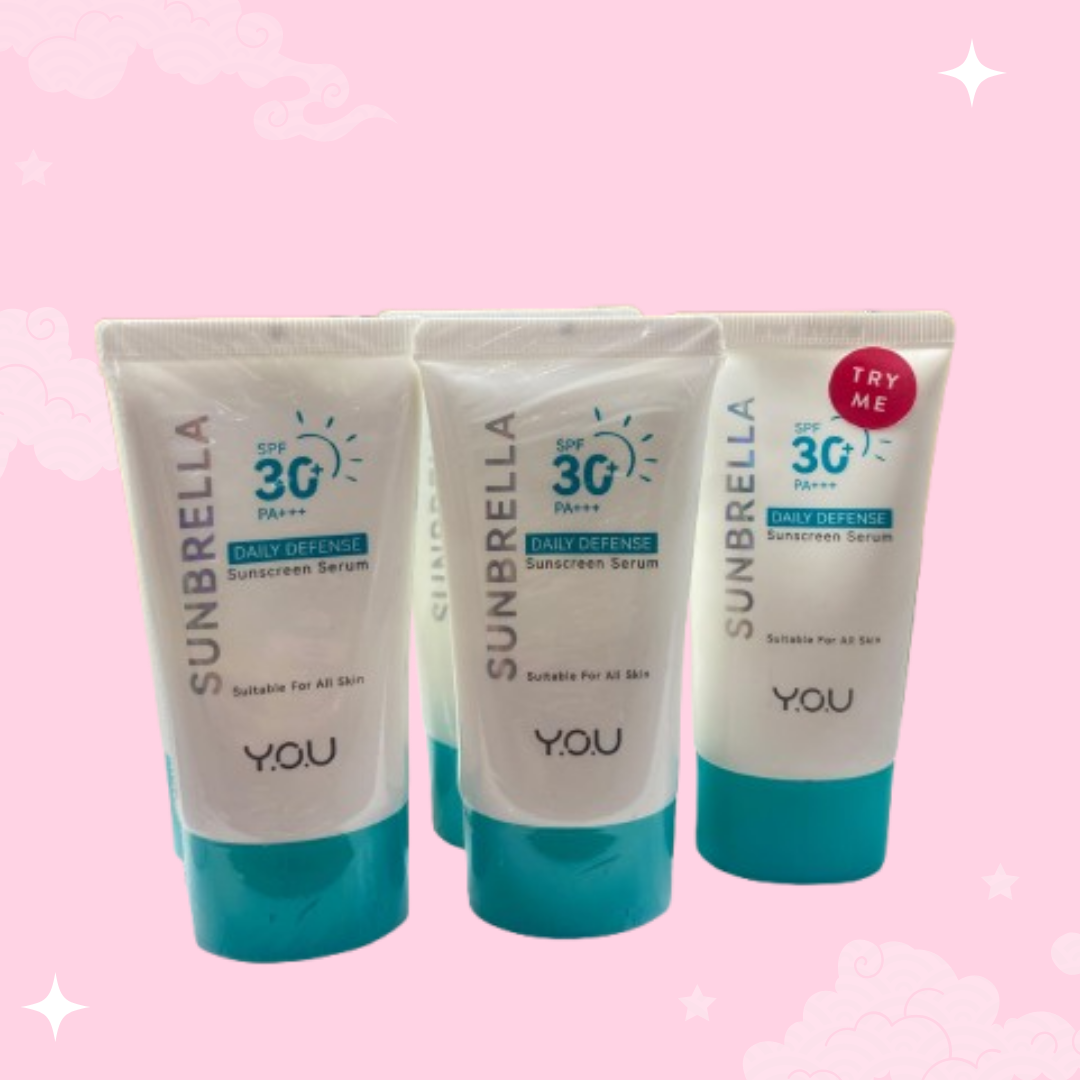 SUNBRELLA
SPF
30+
PA+++
DAILY DEFENSE
Sunscreen Serum
Suitable For All Skin
Y.O.U
SUNBRELLA
SPF
30+
PA+++
DAILY DEFENSE
Sunscreen Serum
Suitable For All Skin
Y.O.U
TRY
ME
SUNBRELLA
SPF
30+
PA+++
DAILY DEFENSE
Sunscreen Serum
Suitable For All Skin
Y.O.U